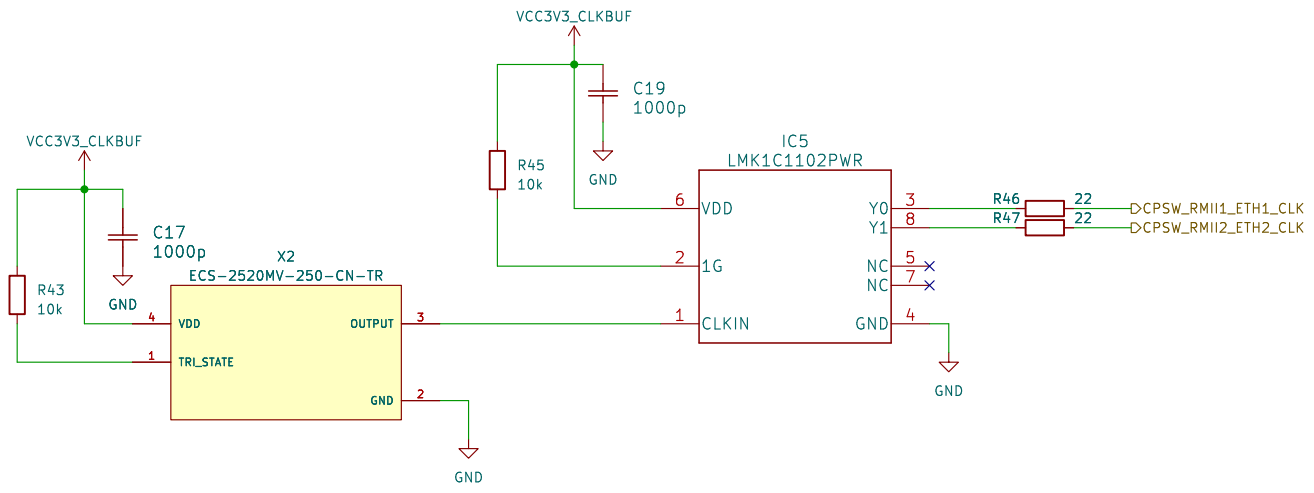 VCC3V3_CLKBUF
C19
1000p
R45
10k
GND
IC5
LMK1C1102PWR
6
VDD
2
1G
1
CLKIN
Y0
3
Y1
8
NC
5
NC
7
GND
4
GND
R46
22
CPSW_RMII1_ETH1_CLK
R47
22
CPSW_RMII2_ETH2_CLK
VCC3V3_CLKBUF
C17
1000p
R43
10k
GND
X2
ECS-2520MV-250-CN-TR
4
VDD
1
TRI_STATE
OUTPUT
3
GND
2
GND